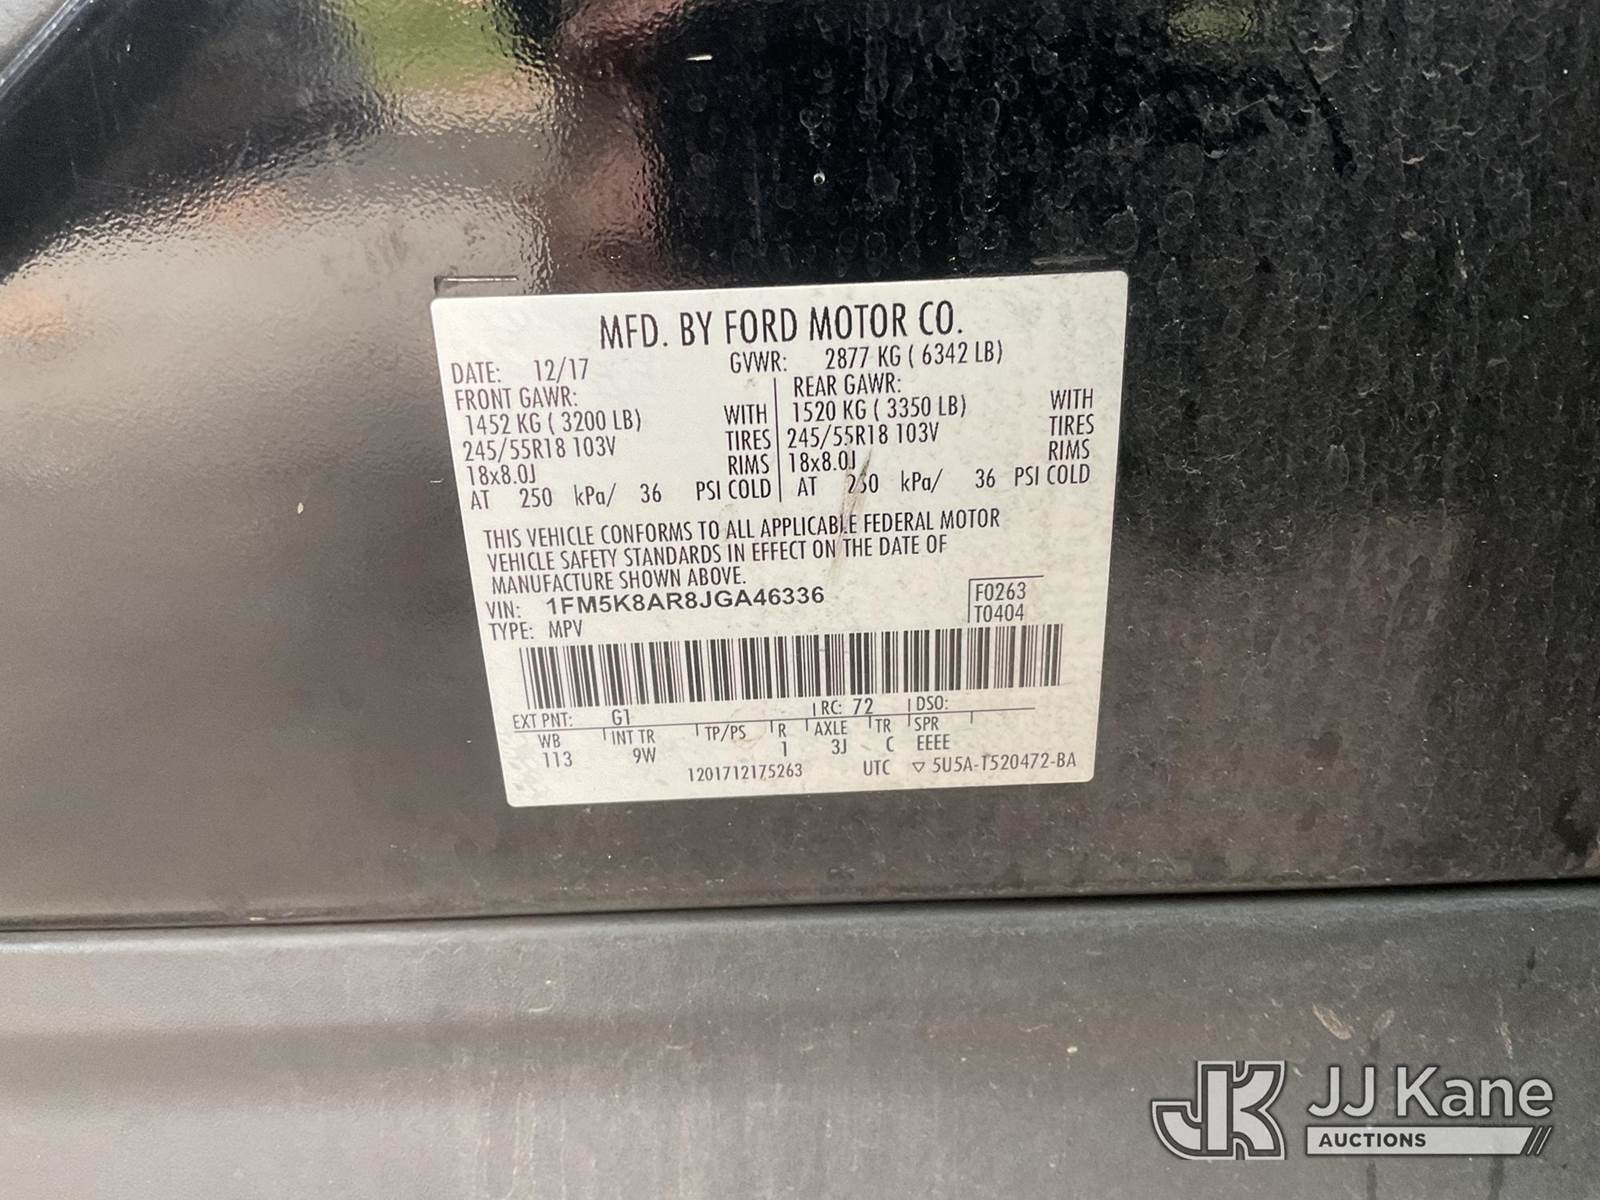 MFD. BY FORD MOTOR CO.
DATE: 12/17 GVWR: 2877 KG ( 6342 LB)
FRONT GAWR: REAR GAWR:
1452 KG ( 3200 LB) WITH 1520 KG ( 3350 LB) WITH
245/55R18 103V TIRES 245/55R18 103V TIRES
18x8.0J RIMS 18x8.0J RIMS
AT 250 kPa/ 36 PSI COLD AT 250 kPa/ 36 PSI COLD
THIS VEHICLE CONFORMS TO ALL APPLICABLE FEDERAL MOTOR
VEHICLE SAFETY STANDARDS IN EFFECT ON THE DATE OF
MANUFACTURE SHOWN ABOVE.
VIN: 1FM5K8AR8JGA46336 F0263
TYPE: MPV T0404
EXT PNT: G1 RC: 72 DSO:
WB INT TR TP/PS R AXLE TR SPR
113 9W 1 3J C EEEE
1201712175263 UTC ▽ 5U5A-T520472-BA
JK JJ Kane
AUCTIONS